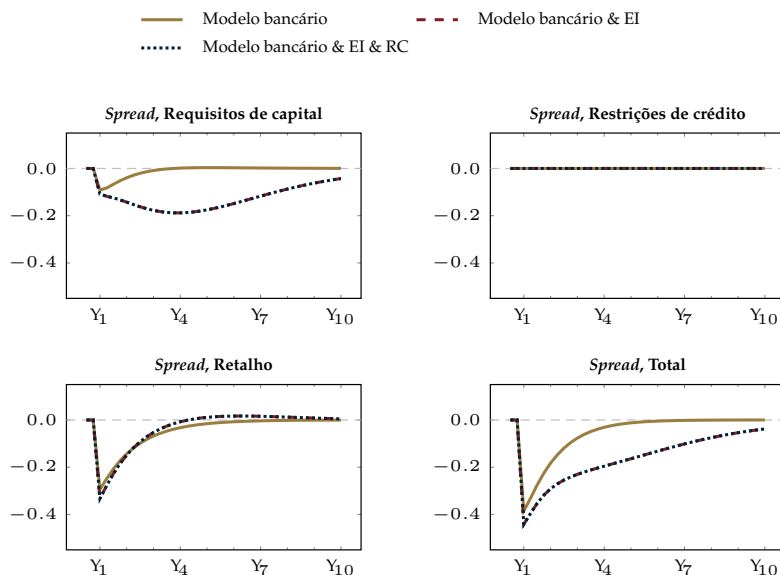 Modelo bancário
Modelo bancário & EI
Modelo bancário & EI & RC
Spread, Requisitos de capital
0.0
−0.2
−0.4
Y1 Y4 Y7 Y10
Spread, Restrições de crédito
0.0
−0.2
−0.4
Y1 Y4 Y7 Y10
Spread, Retalho
0.0
−0.2
−0.4
Y1 Y4 Y7 Y10
Spread, Total
0.0
−0.2
−0.4
Y1 Y4 Y7 Y10